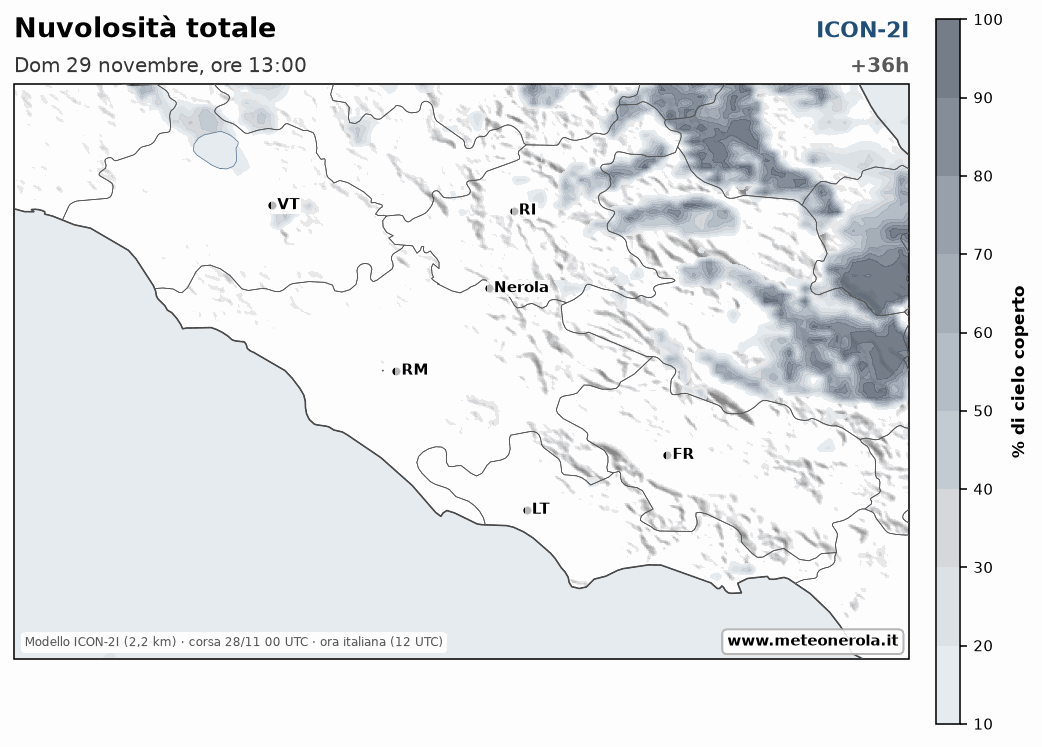 Nuvolosità totale
ICON-2I
Dom 29 novembre, ore 13:00
+36h
100
90
80
70
60
50
40
30
20
10
% di cielo coperto
VT
RI
Nerola
RM
FR
LT
Modello ICON-2I (2,2 km) · corsa 28/11 00 UTC · ora italiana (12 UTC)
www.meteonerola.it